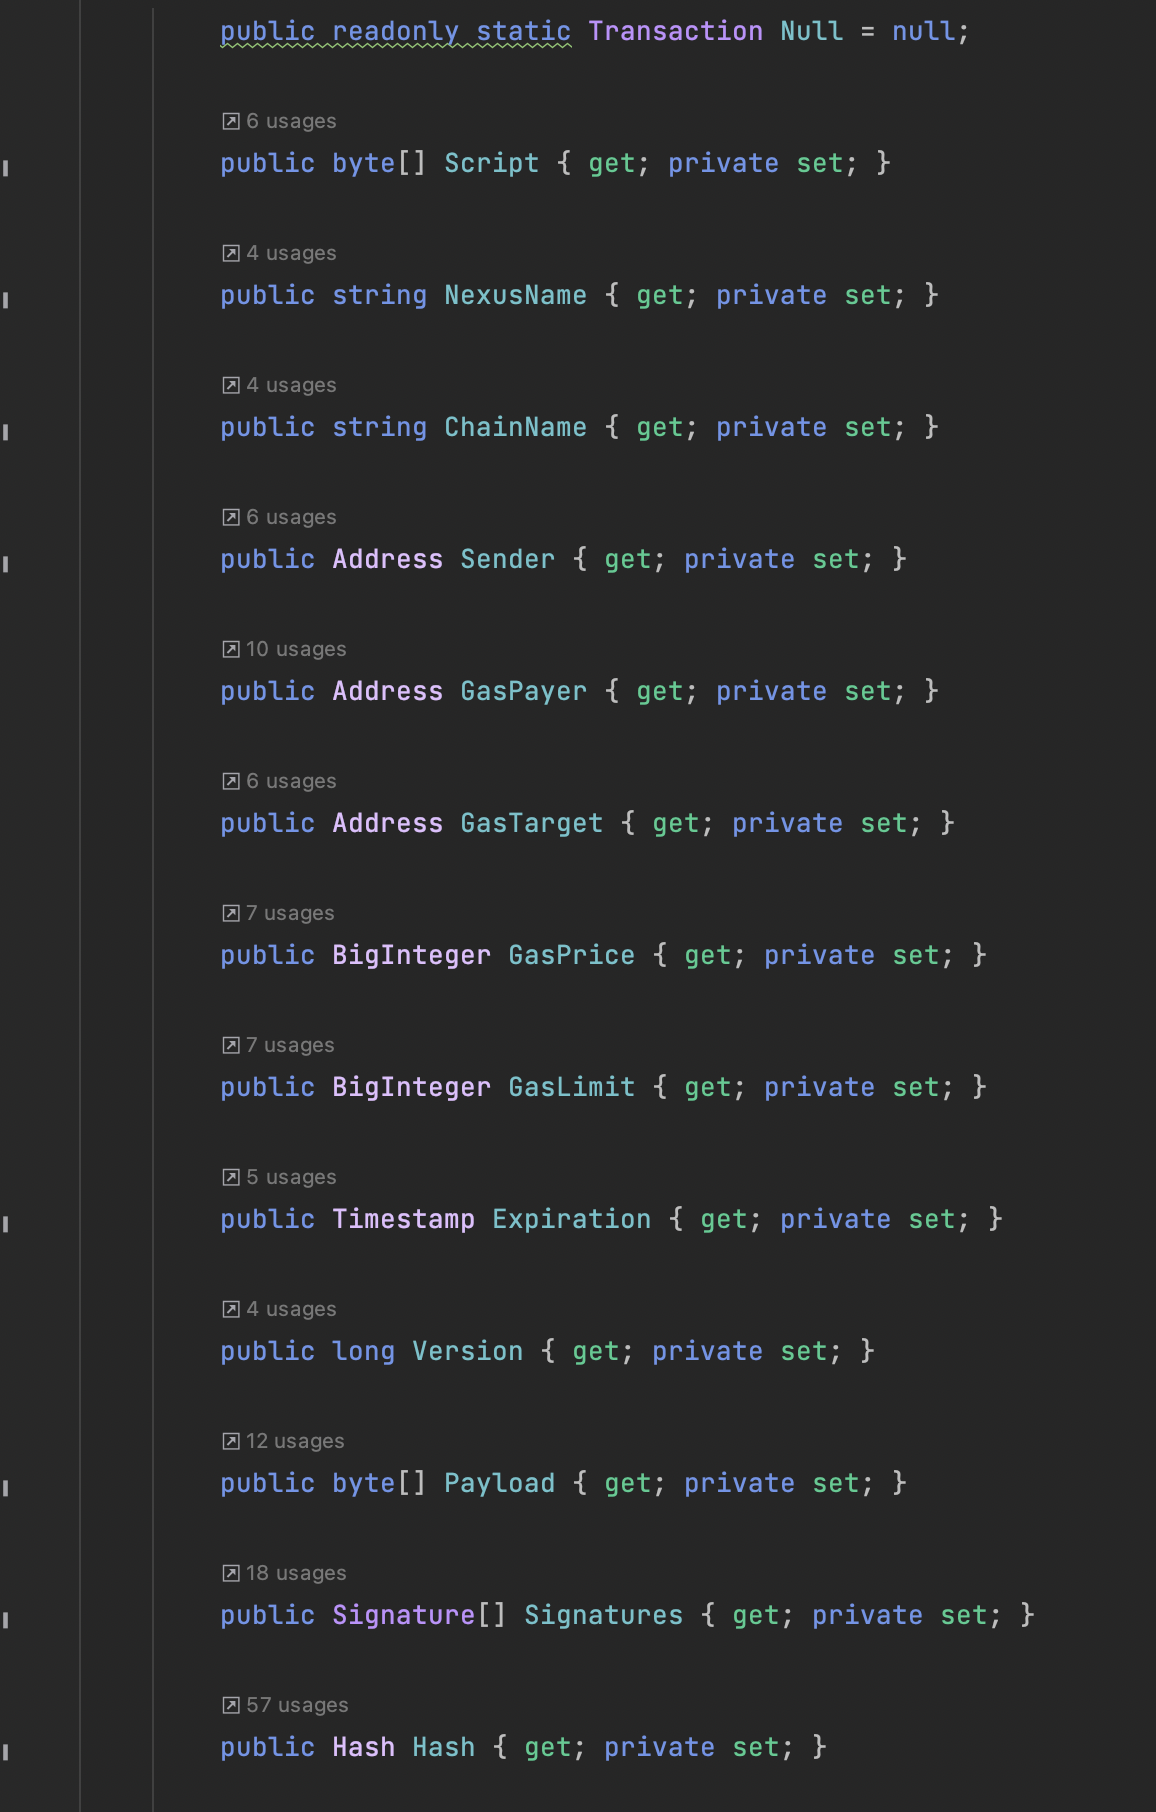 public readonly static Transaction Null = null;
6 usages
public byte[] Script { get; private set; }
4 usages
public string NexusName { get; private set; }
4 usages
public string ChainName { get; private set; }
6 usages
public Address Sender { get; private set; }
10 usages
public Address GasPayer { get; private set; }
6 usages
public Address GasTarget { get; private set; }
7 usages
public BigInteger GasPrice { get; private set; }
7 usages
public BigInteger GasLimit { get; private set; }
5 usages
public Timestamp Expiration { get; private set; }
4 usages
public long Version { get; private set; }
12 usages
public byte[] Payload { get; private set; }
18 usages
public Signature[] Signatures { get; private set; }
57 usages
public Hash Hash { get; private set; }